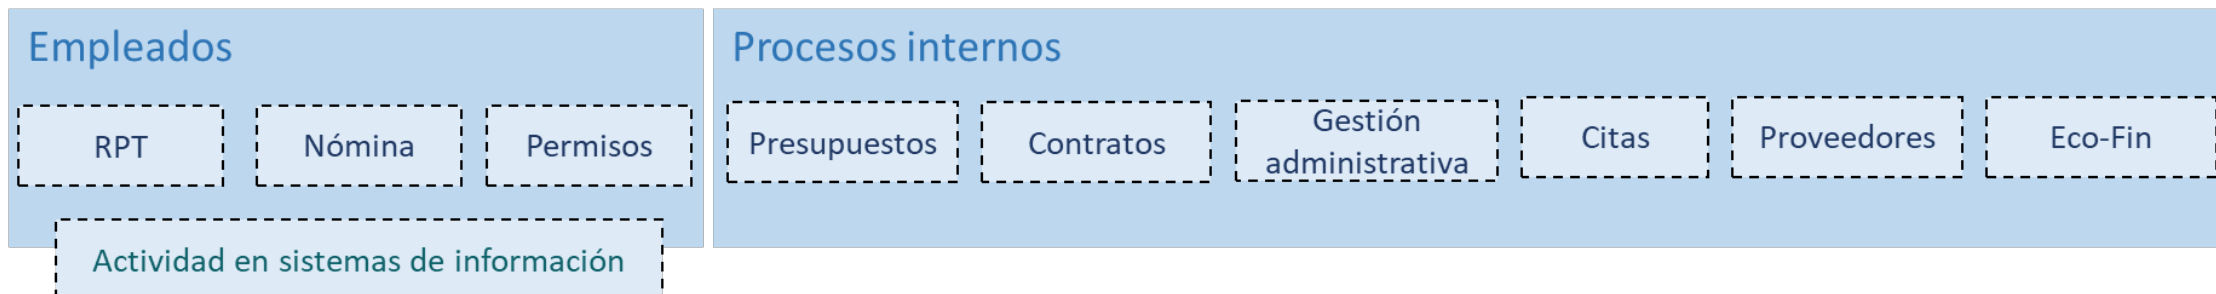 Empleados
RPT
Nómina
Permisos
Actividad en sistemas de información
Procesos internos
Presupuestos
Contratos
Gestión
administrativa
Citas
Proveedores
Eco-Fin